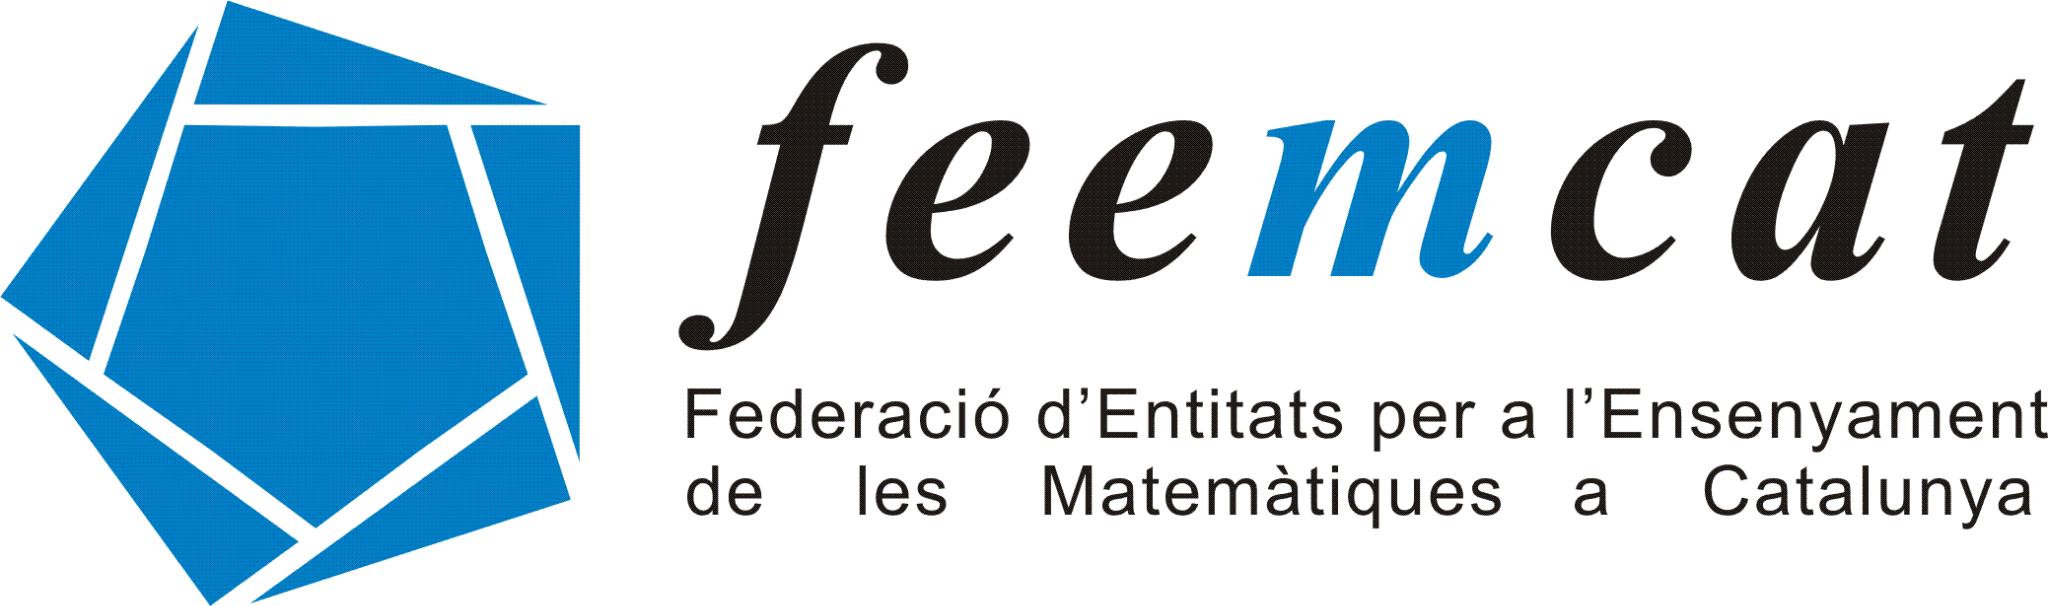 feemcat
Federació d’Entitats per a l’Ensenyament
de les Matemàtiques a Catalunya